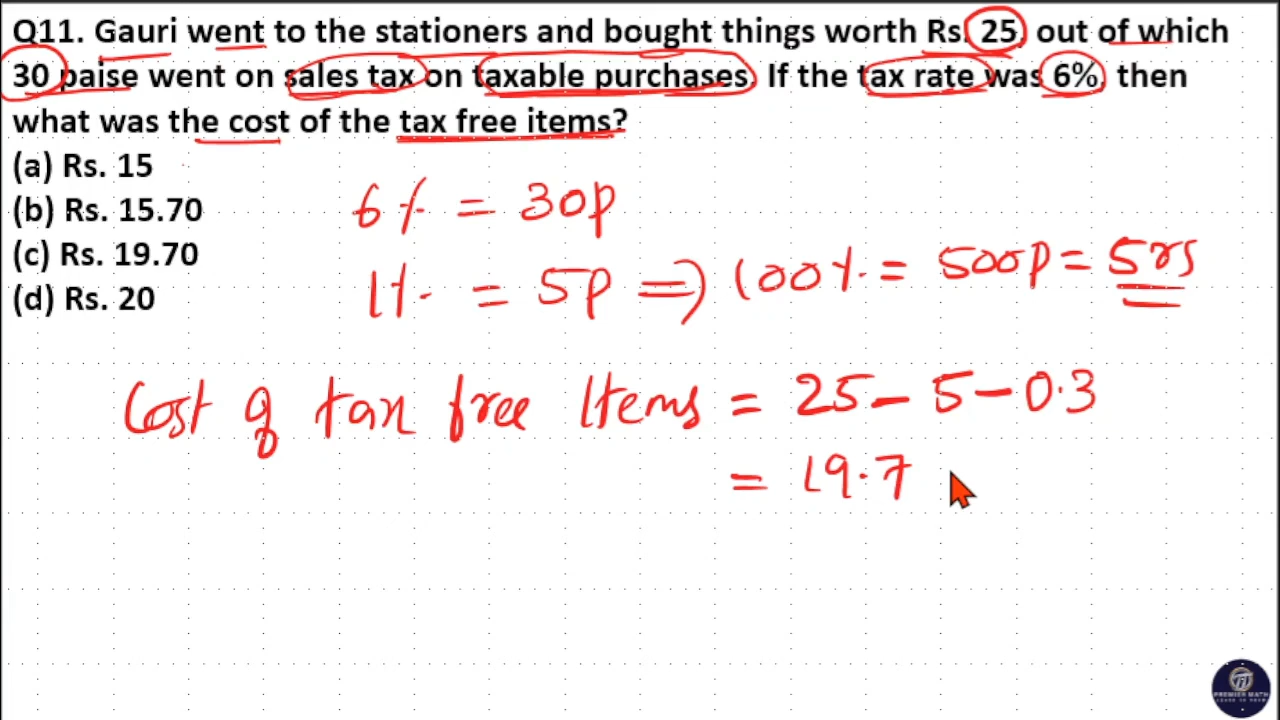 Q11. Gauri went to the stationers and bought things worth Rs. 25, out of which
30 paise went on sales tax on taxable purchases. If the tax rate was 6%, then
what was the cost of the tax free items?
(a) Rs. 15
(b) Rs. 15.70
(c) Rs. 19.70
(d) Rs. 20
6% = 30p
1% = 5p ⇒ 100% = 500p = 5rs
Cost of tax free Items = 25 - 5 - 0.3
= 19.7
PREMIER MATH